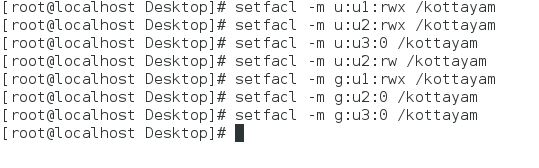 [root@localhost Desktop]# setfacl -m u:u1:rwx /kottayam
[root@localhost Desktop]# setfacl -m u:u2:rwx /kottayam
[root@localhost Desktop]# setfacl -m u:u3:0 /kottayam
[root@localhost Desktop]# setfacl -m u:u2:rw /kottayam
[root@localhost Desktop]# setfacl -m g:u1:rwx /kottayam
[root@localhost Desktop]# setfacl -m g:u2:0 /kottayam
[root@localhost Desktop]# setfacl -m g:u3:0 /kottayam
[root@localhost Desktop]#